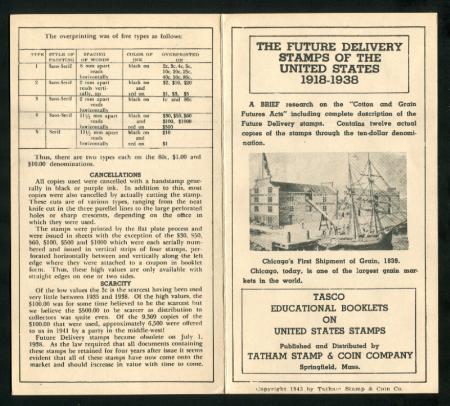 The overprinting was of five types as follows:
TYPE STYLE OF PRINTING SPACING OF WORDS COLOR OF INK OVERPRINTED ON
1 Sans-Serif 8 mm apart reads horizontally black on 2c, 3c, 4c, 5c, 10c, 20c, 25c, 40c, 50c, 80c
2 Sans-Serif 2 mm apart reads verti- cally, up black on and red on $2, $10, $20 $1, $5, $5
3 Sans-Serif 2 mm apart reads horizontally black on 1c and 80c
4 Sans-Serif 11½ mm apart reads horizontally black on and red on $30, $50, $60 $100, $1000 $500
5 Serif 11½ mm apart reads horizontally black on and red on $10 $1
Thus, there are two types each on the 80c, $1.00 and
$10.00 denominations.
CANCELLATIONS
All copies used were cancelled with a handstamp gene-
rally in black or purple ink. In addition to this, most
copies were also cancelled by actually cutting the stamp.
These cuts are of various types, ranging from the neat
knife cut in the three parellel lines to the large perforated
holes or sharp crescents, depending on the office in
which they were used.
The stamps were printed by the flat plate process and
were issued in sheets with the exception of the $30, $50,
$60, $100, $500 and $1000 which were each serially num-
bered and issued in vertical strips of four stamps, per-
forated horizontally between and vertically along the left
edge where they were attached to a coupon in booklet
form. Thus, these high values are only available with
straight edges on one or two sides.
SCARCITY
Of the low values the 3c is the scarcest having been used
very little between 1935 and 1938. Of the high values, the
$100.00 was for some time believed to be the scarcest but
we believe the $500.00 to be scarcer as distribution to
collectors was quite even. Of the 9,369 copies of the
$100.00 that were used, approximately 6,500 were offered
to us in 1941 by a party in the middle-west!
Future Delivery stamps became obsolete on July 1,
1938. As the law required that all documents containing
these stamps be retained for four years after issue it seems
evident that all of these stamps have now come onto the
market and should increase in value with time to come.
THE FUTURE DELIVERY
STAMPS OF THE
UNITED STATES
1918-1938
A BRIEF research on the "Cotton and Grain
Futures Acts" including complete description of the
Future Delivery stamps. Contains twelve actual
copies of the stamps through the ten-dollar denomi-
nation.
Chicago's First Shipment of Grain, 1839.
Chicago, today, is one of the largest grain mar-
kets in the world.
TASCO
EDUCATIONAL BOOKLETS
ON
UNITED STATES STAMPS
Published and Distributed by
TATHAM STAMP & COIN COMPANY
Springfield, Mass.
Copyright 1943 by Tatham Stamp & Coin Co.